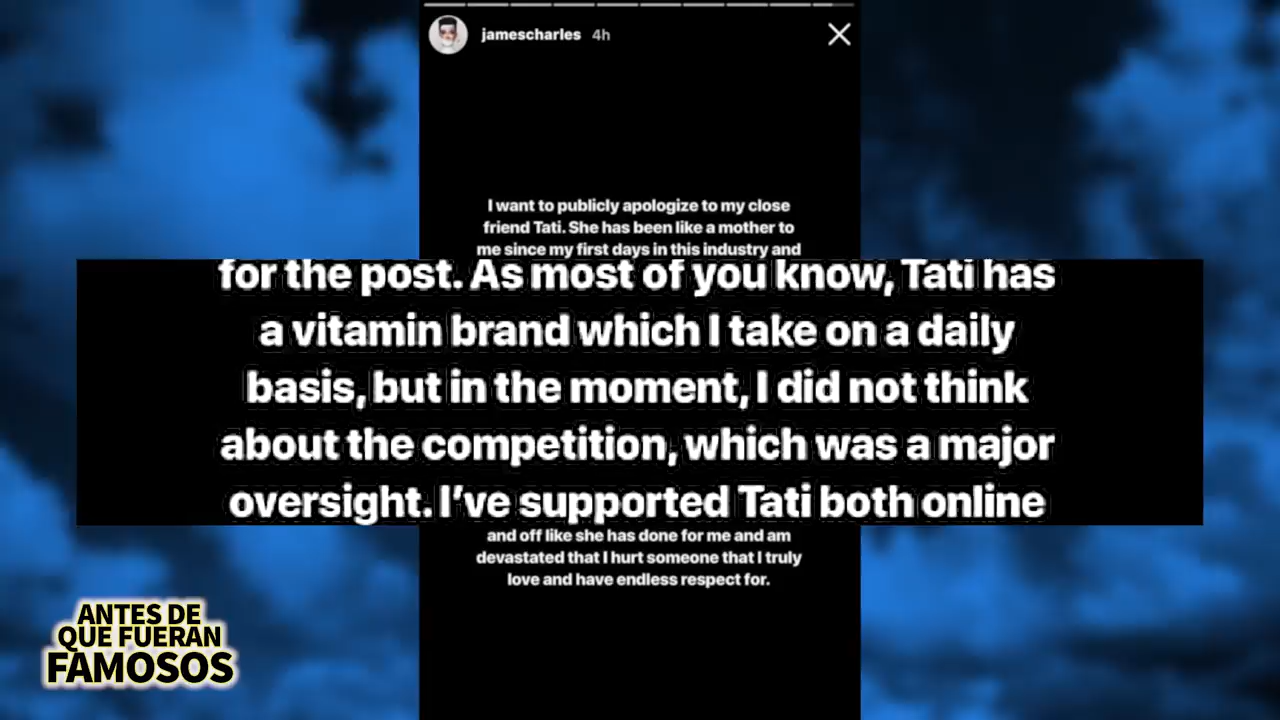 jamescharles 4h
I want to publicly apologize to my close
friend Tati. She has been like a mother to
me since my first days in this industry and
for the post. As most of you know, Tati has
a vitamin brand which I take on a daily
basis, but in the moment, I did not think
about the competition, which was a major
oversight. I’ve supported Tati both online
and off like she has done for me and am
devastated that I hurt someone that I truly
love and have endless respect for.
ANTES DE
QUE FUERAN
FAMOSOS